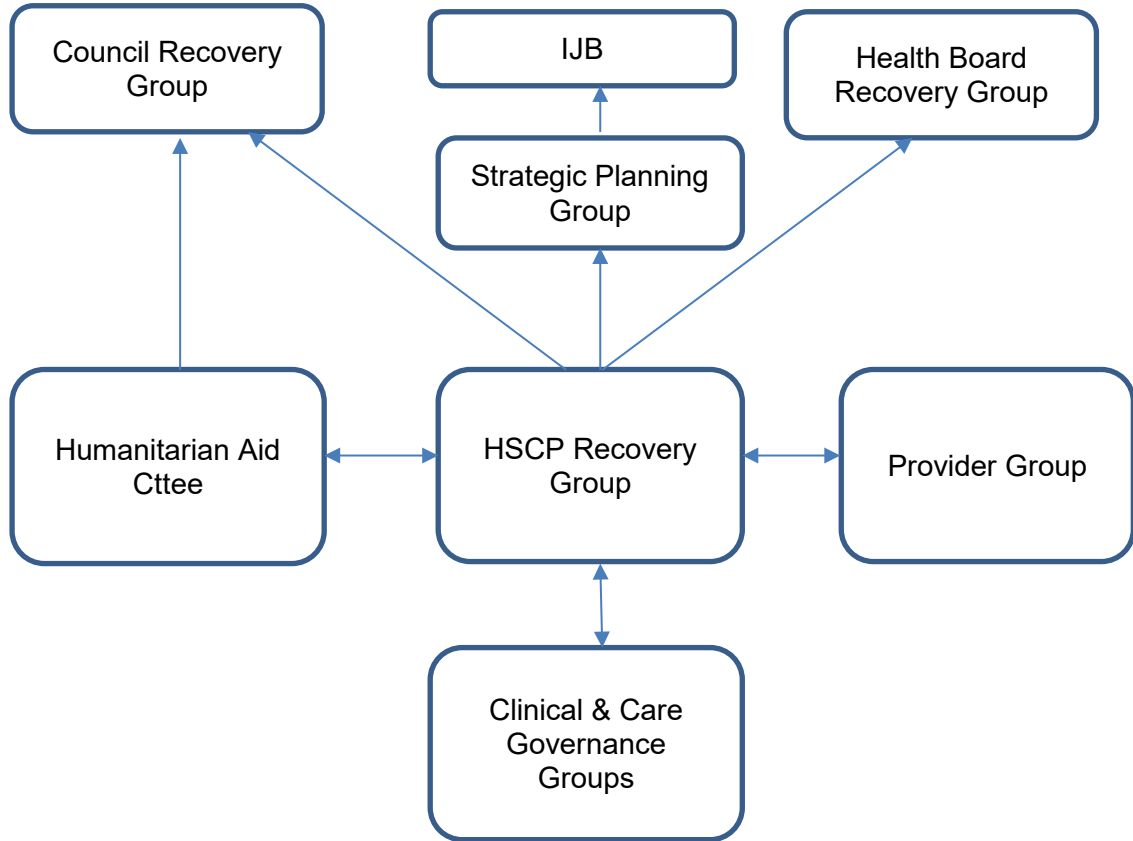 Council Recovery
Group
IJB
Health Board
Recovery Group
Strategic Planning
Group
Humanitarian Aid
Cttee
HSCP Recovery
Group
Provider Group
Clinical & Care
Governance
Groups